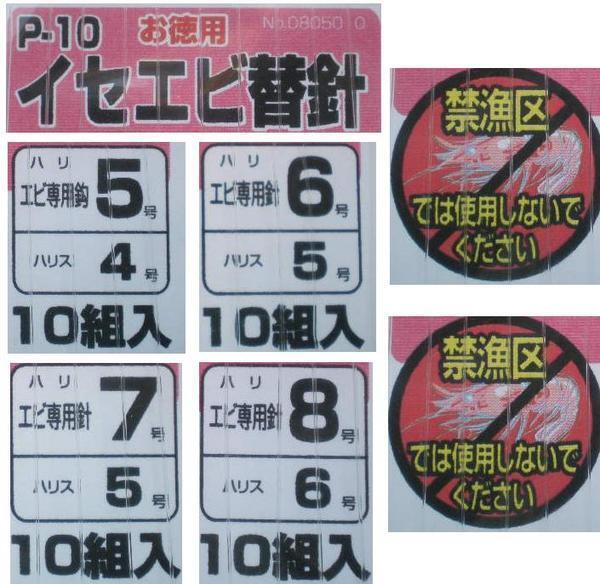 P-10 お徳用 No.08050 0
イセエビ替針
禁漁区
では使用しないで
ください
ハリ
エビ専用鈎 5号
ハリス 4号
10組入
ハリ
エビ専用針 6号
ハリス 5号
10組入
禁漁区
では使用しないで
ください
ハリ
エビ専用針 7号
ハリス 5号
10組入
ハリ
エビ専用針 8号
ハリス 6号
10組入